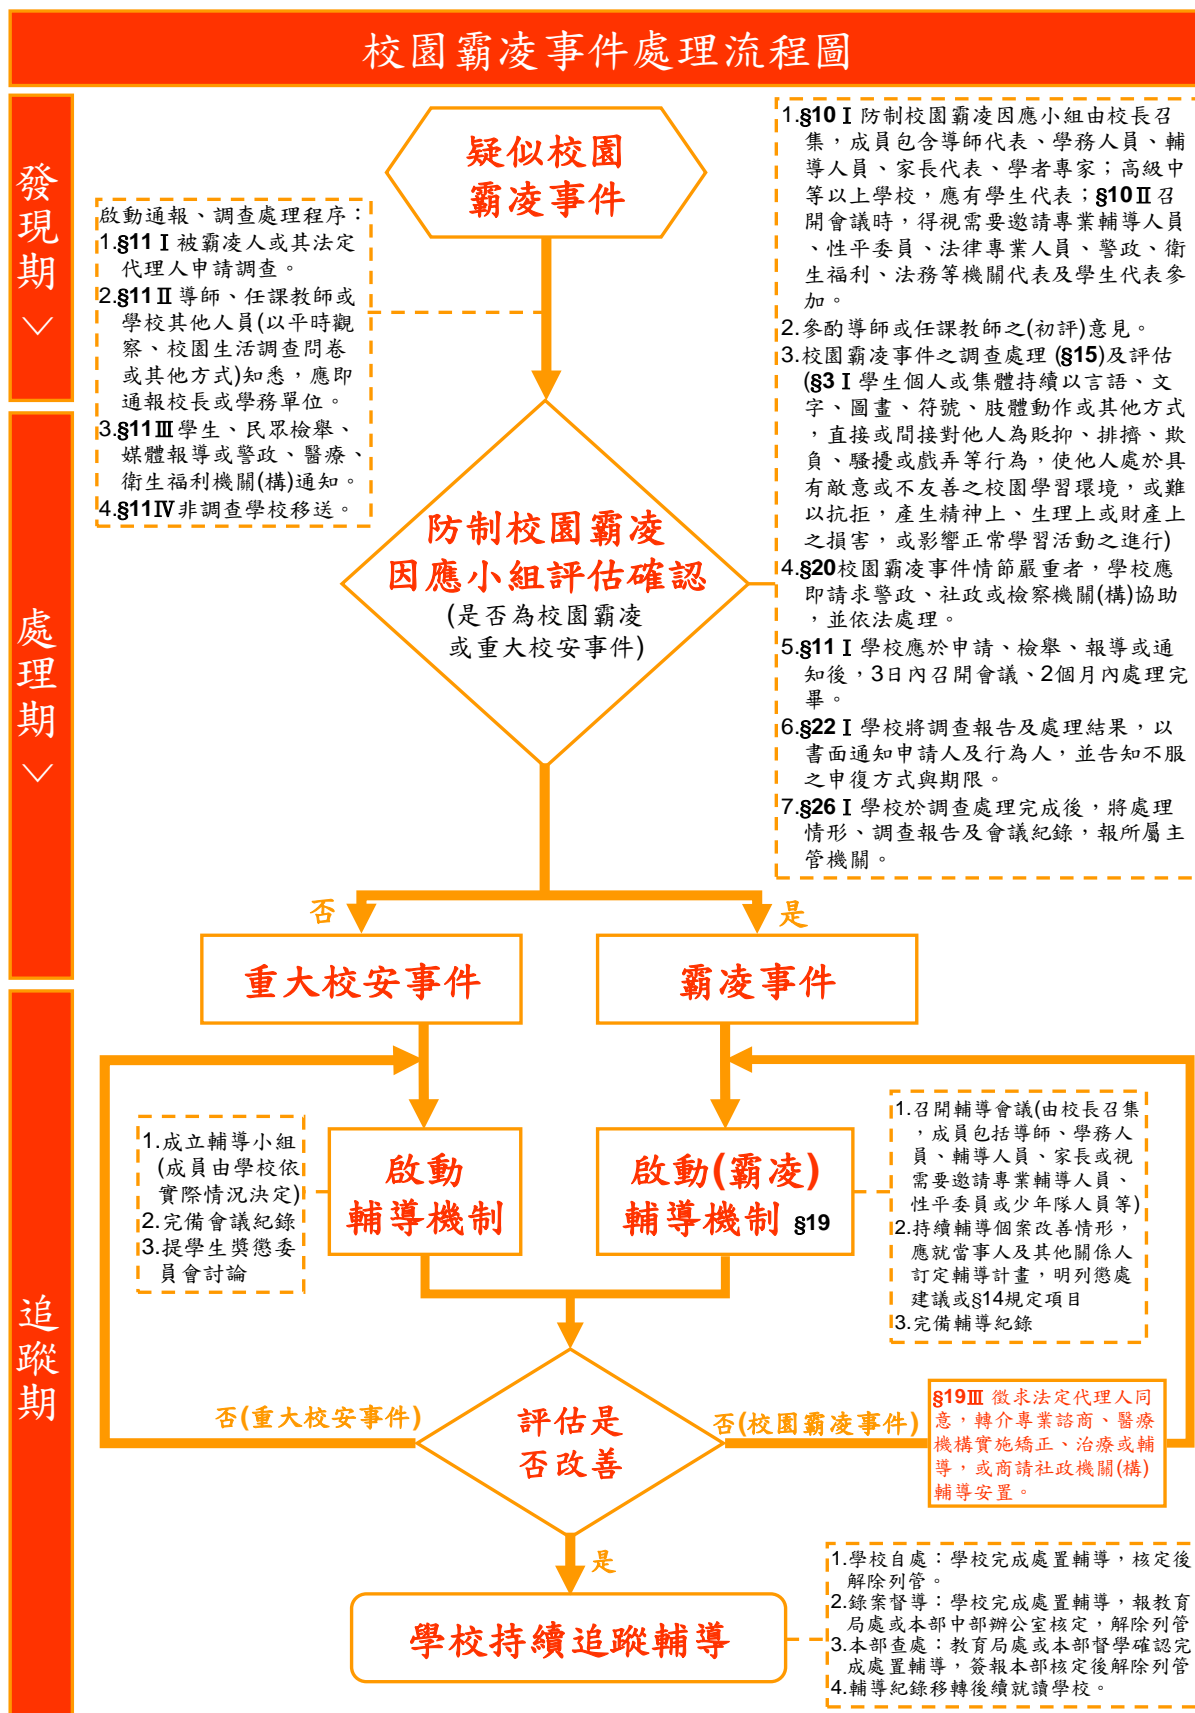 校園霸凌事件處理流程圖
發現期
疑似校園
霸凌事件
啟動通報、調查處理程序：
1.§11Ⅰ被霸凌人或其法定
代理人申請調查。
2.§11Ⅱ導師、任課教師或
學校其他人員(以平時觀
察、校園生活調查問卷
或其他方式)知悉，應即
通報校長或學務單位。
3.§11Ⅲ學生、民眾檢舉、
媒體報導或警政、醫療、
衛生福利機關(構)通知。
4.§11Ⅳ非調查學校移送。
1.§10Ⅰ防制校園霸凌因應小組由校長召
集，成員包含導師代表、學務人員、輔
導人員、家長代表、學者專家；高級中
等以上學校，應有學生代表；§10Ⅱ召
開會議時，得視需要邀請專業輔導人員
、性平委員、法律專業人員、警政、衛
生福利、法務等機關代表及學生代表參
加。
2.參酌導師或任課教師之(初評)意見。
3.校園霸凌事件之調查處理 (§15)及評估
(§3Ⅰ學生個人或集體持續以言語、文
字、圖畫、符號、肢體動作或其他方式
，直接或間接對他人為貶抑、排擠、欺
負、騷擾或戲弄等行為，使他人處於具
有敵意或不友善之校園學習環境，或難
以抗拒，產生精神上、生理上或財產上
之損害，或影響正常學習活動之進行)
4.§20校園霸凌事件情節嚴重者，學校應
即請求警政、社政或檢察機關(構)協助
，並依法處理。
5.§11Ⅰ學校應於申請、檢舉、報導或通
知後，3日內召開會議、2個月內處理完
畢。
6.§22Ⅰ學校將調查報告及處理結果，以
書面通知申請人及行為人，並告知不服
之申復方式與期限。
7.§26Ⅰ學校於調查處理完成後，將處理
情形、調查報告及會議紀錄，報所屬主
管機關。
處理期
防制校園霸凌
因應小組評估確認
(是否為校園霸凌
或重大校安事件)
否
是
重大校安事件
霸凌事件
追蹤期
1.成立輔導小組
(成員由學校依
實際情況決定)
2.完備會議紀錄
3.提學生獎懲委
員會討論
啟動
輔導機制
啟動(霸凌)
輔導機制 §19
1.召開輔導會議(由校長召集
，成員包括導師、學務人
員、輔導人員、家長或視
需要邀請專業輔導人員、
性平委員或少年隊人員等)
2.持續輔導個案改善情形，
應就當事人及其他關係人
訂定輔導計畫，明列懲處
建議或§14規定項目
3.完備輔導紀錄
否(重大校安事件)
評估是
否改善
否(校園霸凌事件)
§19Ⅲ 徵求法定代理人同
意，轉介專業諮商、醫療
機構實施矯正、治療或輔
導，或商請社政機關(構)
輔導安置。
是
學校持續追蹤輔導
1.學校自處：學校完成處置輔導，核定後
解除列管。
2.錄案督導：學校完成處置輔導，報教育
局處或本部中部辦公室核定，解除列管
3.本部查處：教育局處或本部督學確認完
成處置輔導，簽報本部核定後解除列管
4.輔導紀錄移轉後續就讀學校。